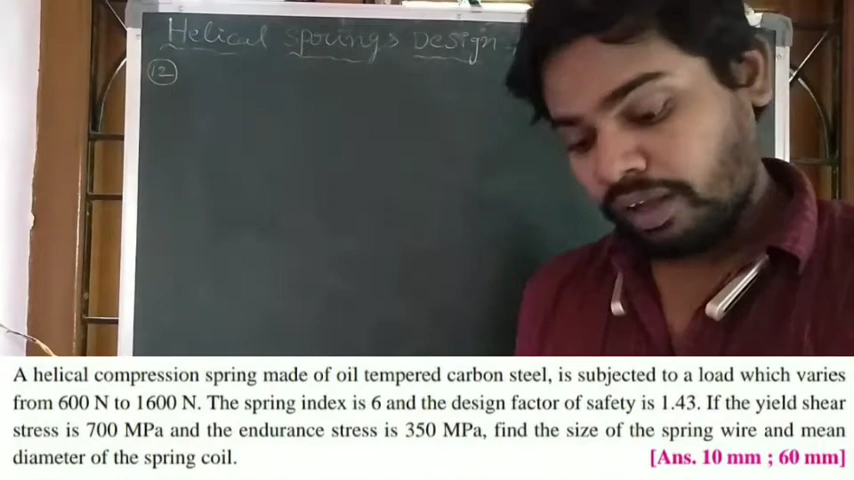 Helical Springs Design
12
A helical compression spring made of oil tempered carbon steel, is subjected to a load which varies
from 600 N to 1600 N. The spring index is 6 and the design factor of safety is 1.43. If the yield shear
stress is 700 MPa and the endurance stress is 350 MPa, find the size of the spring wire and mean
diameter of the spring coil. [Ans. 10 mm ; 60 mm]